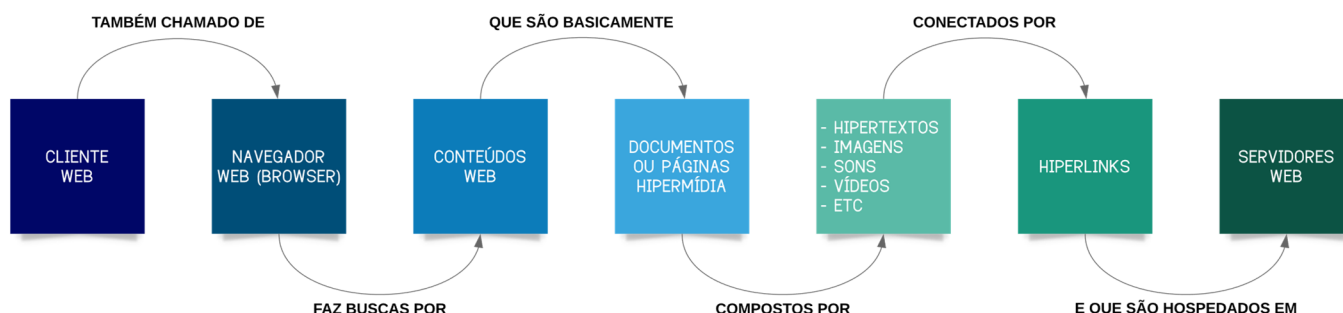 TAMBÉM CHAMADO DE
QUE SÃO BASICAMENTE
CONECTADOS POR
CLIENTE
WEB
NAVEGADOR
WEB (BROWSER)
CONTEÚDOS
WEB
DOCUMENTOS
OU PÁGINAS
HIPERMÍDIA
- HIPERTEXTOS
- IMAGENS
- SONS
- VÍDEOS
- ETC
HIPERLINKS
SERVIDORES
WEB
FAZ BUSCAS POR
COMPOSTOS POR
E QUE SÃO HOSPEDADOS EM